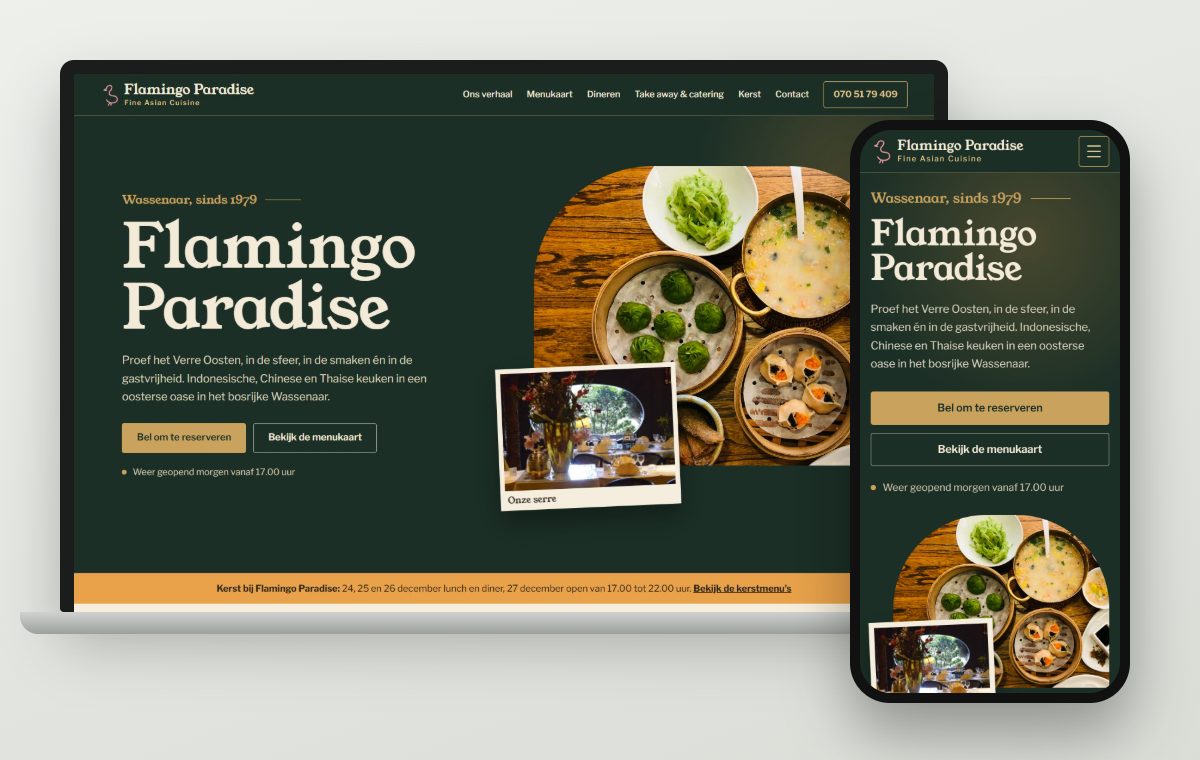 Flamingo Paradise
Fine Asian Cuisine
Ons verhaal Menukaart Dineren Take away & catering Kerst Contact 070 51 79 409
Wassenaar, sinds 1979
Flamingo
Paradise
Proef het Verre Oosten, in de sfeer, in de smaken én in de
gastvrijheid. Indonesische, Chinese en Thaise keuken in een
oosterse oase in het bosrijke Wassenaar.
Bel om te reserveren Bekijk de menukaart
Weer geopend morgen vanaf 17.00 uur
Onze serre
Kerst bij Flamingo Paradise: 24, 25 en 26 december lunch en diner, 27 december open van 17.00 tot 22.00 uur. Bekijk de kerstmenu's
Flamingo Paradise
Fine Asian Cuisine
Wassenaar, sinds 1979
Flamingo
Paradise
Proef het Verre Oosten, in de sfeer, in de
smaken én in de gastvrijheid. Indonesische,
Chinese en Thaise keuken in een oosterse
oase in het bosrijke Wassenaar.
Bel om te reserveren
Bekijk de menukaart
Weer geopend morgen vanaf 17.00 uur